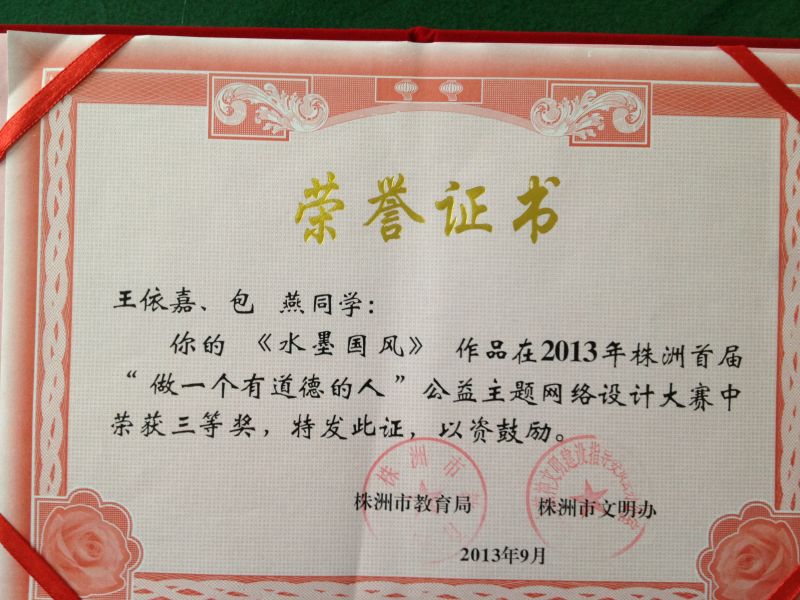 荣誉证书
王依嘉、包 燕同学：
你的 《水墨国风》 作品在2013年株洲首届
“做一个有道德的人”公益主题网络设计大赛中
荣获三等奖，特发此证，以资鼓励。
株洲市
株洲市教育局 株洲市文明办
2013年9月